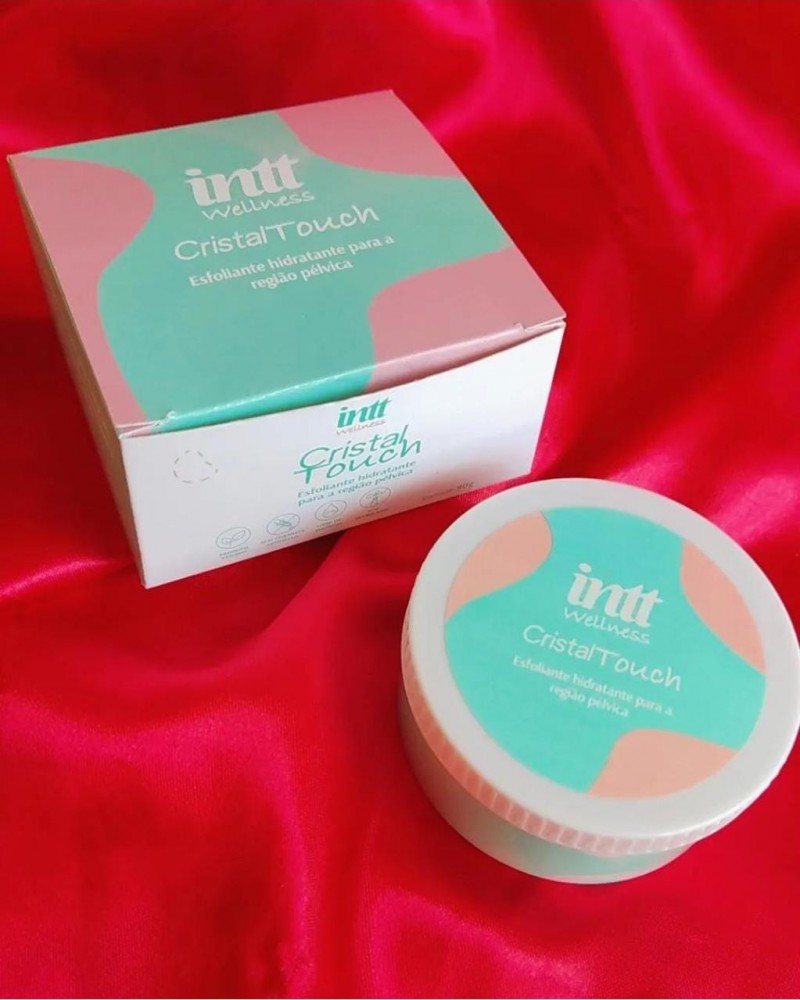 intt
Wellness
CristalTouch
Esfoliante hidratante para a
região pélvica
intt
Wellness
Cristal
Touch
Esfoliante hidratante
para a região pélvica
intt
Wellness
CristalTouch
Esfoliante hidratante para a
região pélvica